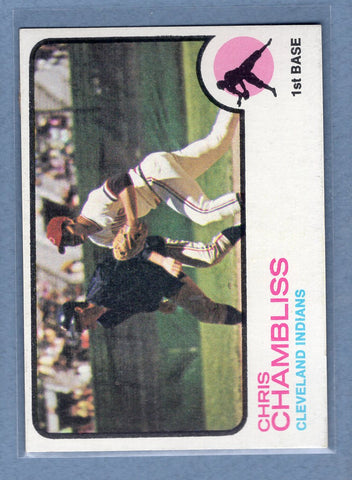 1st BASE
CHRIS
CHAMBLISS
CLEVELAND INDIANS